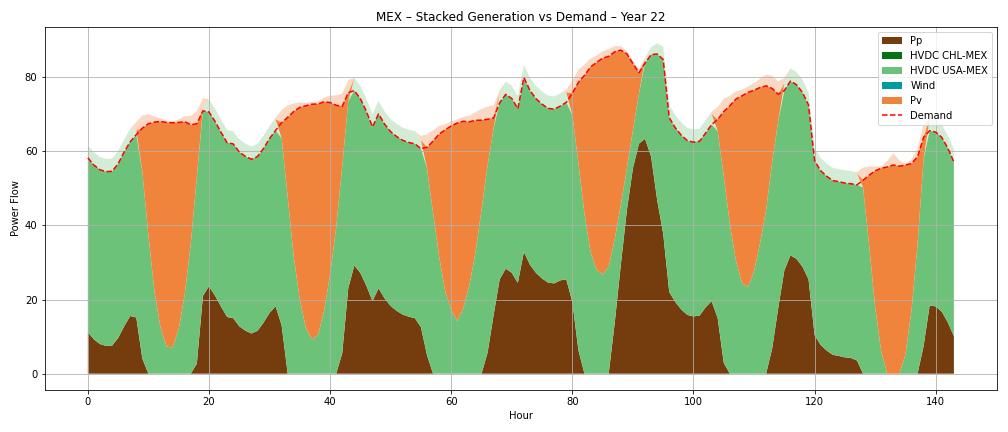 MEX – Stacked Generation vs Demand – Year 22
Power Flow
80
60
40
20
0
0 20 40 60 80 100 120 140
Hour
Pp
HVDC CHL-MEX
HVDC USA-MEX
Wind
Pv
Demand